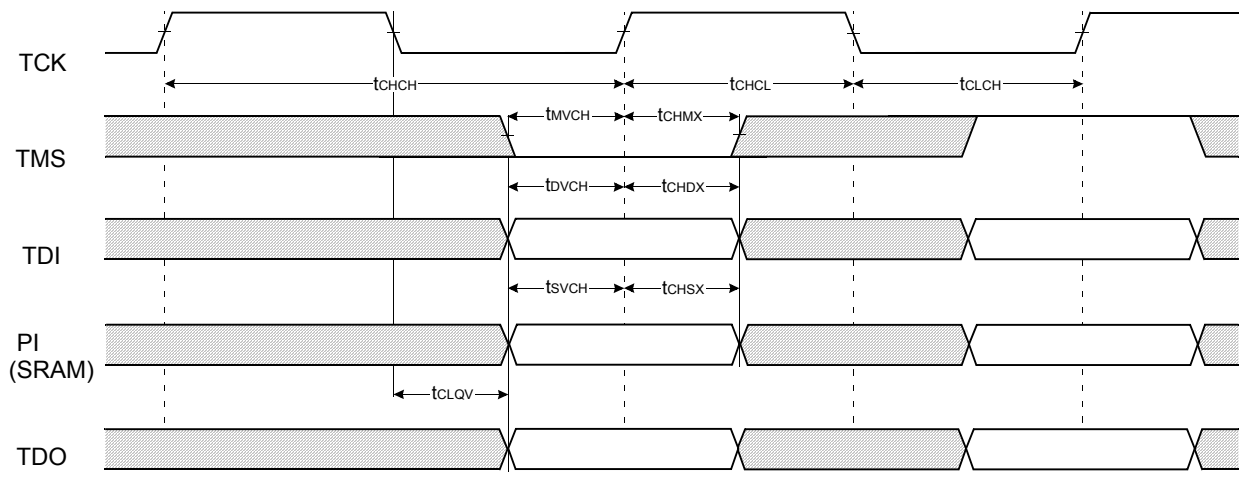 TCK
tCHCH
tCHCL
tCLCH
TMS
tMVCH
tCHMX
tDVCH
tCHDX
TDI
tSVCH
tCHSX
PI
(SRAM)
tCLQV
TDO